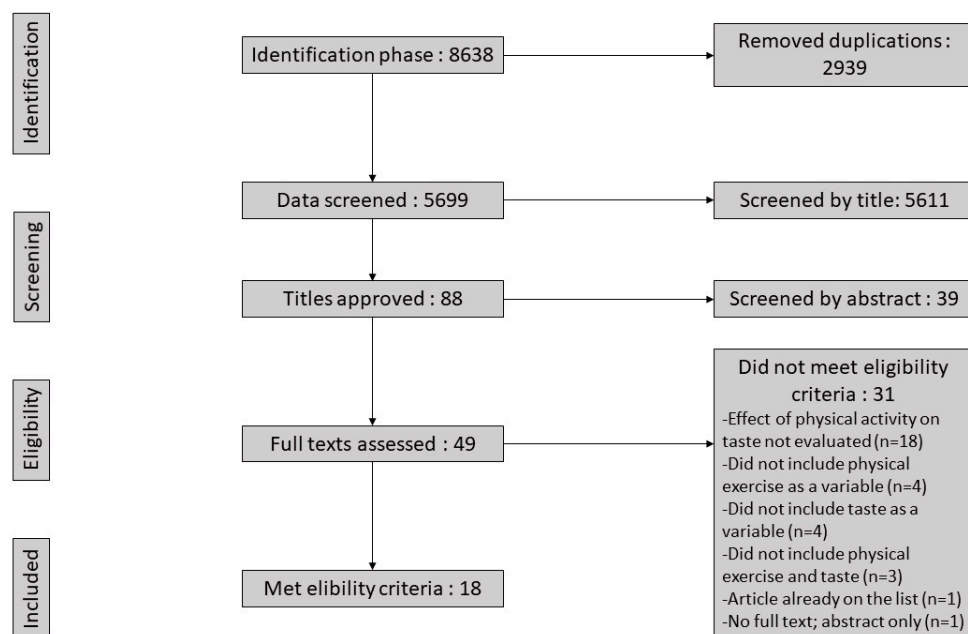 Identification
Identification phase : 8638
Removed duplications :
2939
Screening
Data screened : 5699
Screened by title: 5611
Titles approved : 88
Screened by abstract : 39
Eligibility
Full texts assessed : 49
Did not meet eligibility
criteria : 31
-Effect of physical activity on
taste not evaluated (n=18)
-Did not include physical
exercise as a variable (n=4)
-Did not include taste as a
variable (n=4)
-Did not include physical
exercise and taste (n=3)
-Article already on the list (n=1)
-No full text; abstract only (n=1)
Included
Met elibility criteria : 18